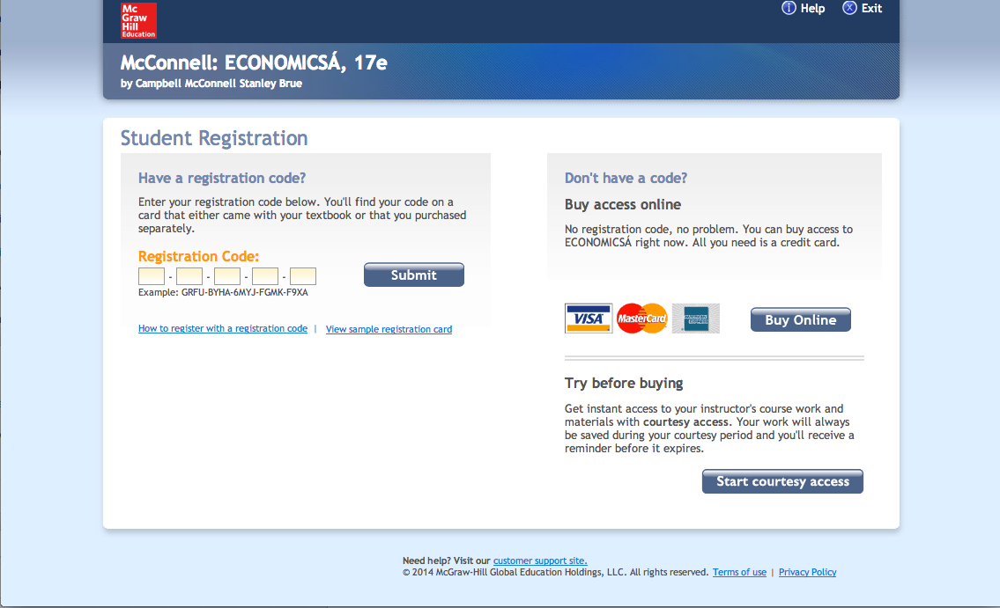 Mc
Graw
Hill
Education
Help
Exit
McConnell: ECONOMICSÁ, 17e
by Campbell McConnell Stanley Brue
Student Registration
Have a registration code?
Enter your registration code below. You'll find your code on a
card that either came with your textbook or that you purchased
separately.
Registration Code:
- - - -
Submit
Example: GRFU-BYHA-6MYJ-FGMK-F9XA
How to register with a registration code | View sample registration card
Don't have a code?
Buy access online
No registration code, no problem. You can buy access to
ECONOMICSÁ right now. All you need is a credit card.
VISA MasterCard AMERICAN EXPRESS
Buy Online
Try before buying
Get instant access to your instructor's course work and
materials with courtesy access. Your work will always
be saved during your courtesy period and you'll receive a
reminder before it expires.
Start courtesy access
Need help? Visit our customer support site.
© 2014 McGraw-Hill Global Education Holdings, LLC. All rights reserved. Terms of use | Privacy Policy